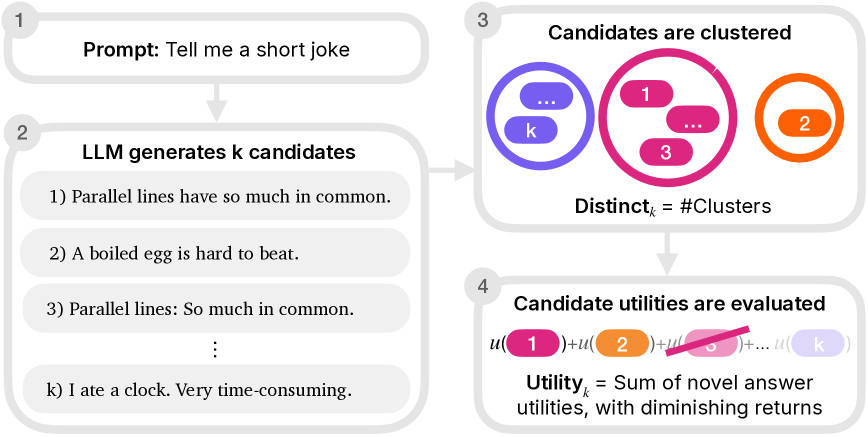 1
Prompt: Tell me a short joke
2
LLM generates k candidates
1) Parallel lines have so much in common.
2) A boiled egg is hard to beat.
3) Parallel lines: So much in common.
⋮
k) I ate a clock. Very time-consuming.
3
Candidates are clustered
...
k
1
...
3
2
Distinctₖ = #Clusters
4
Candidate utilities are evaluated
u(1)+u(2)+u(3)+... u(k)
Utilityₖ = Sum of novel answer
utilities, with diminishing returns